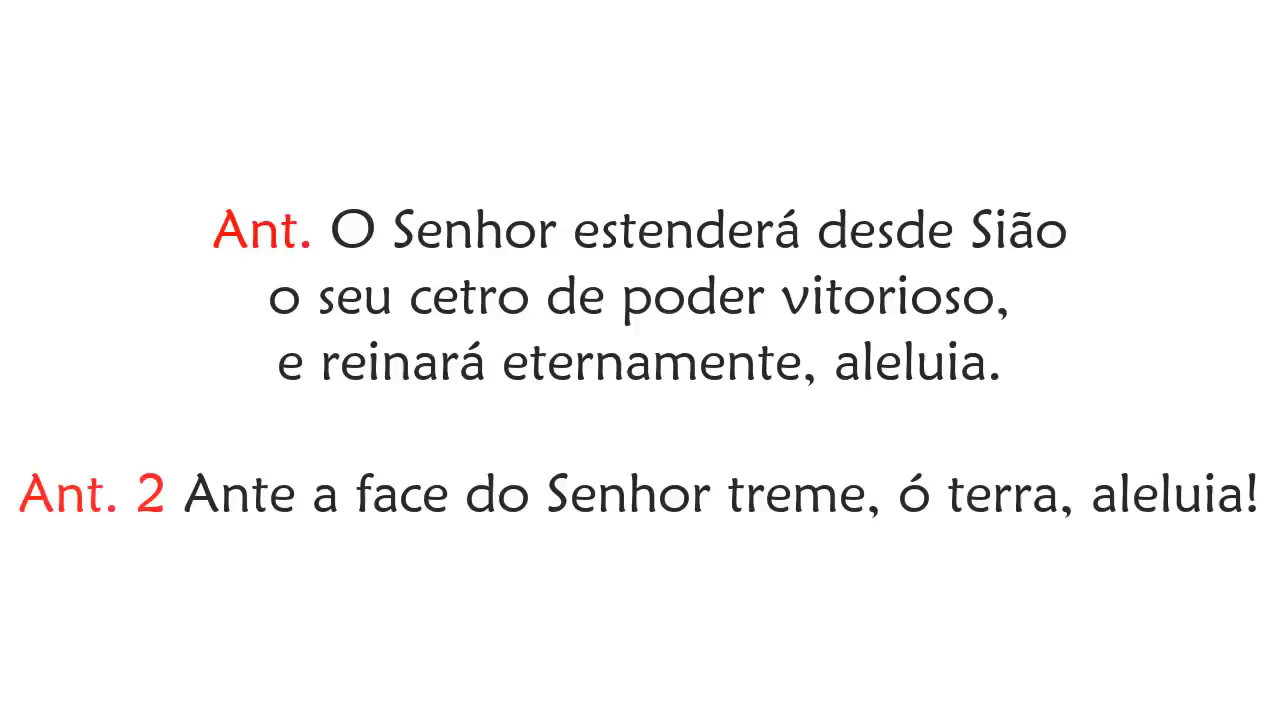 Ant. O Senhor estenderá desde Sião
o seu cetro de poder vitorioso,
e reinará eternamente, aleluia.
Ant. 2 Ante a face do Senhor treme, ó terra, aleluia!